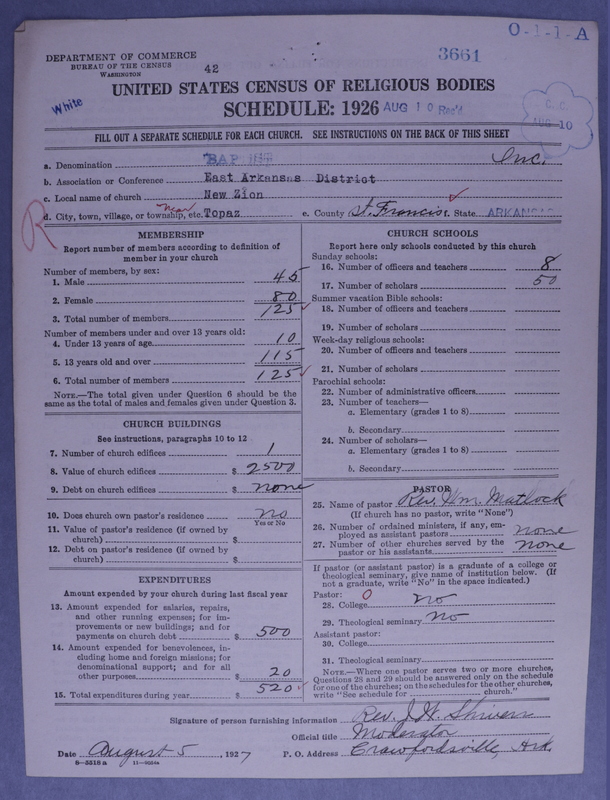 O-1-1-A
3661
DEPARTMENT OF COMMERCE
BUREAU OF THE CENSUS
WASHINGTON
42
UNITED STATES CENSUS OF RELIGIOUS BODIES
White
SCHEDULE: 1926 AUG 10 Rec'd
C.C.
AUG 10
FILL OUT A SEPARATE SCHEDULE FOR EACH CHURCH. SEE INSTRUCTIONS ON THE BACK OF THIS SHEET
a. Denomination BAPTIST Inc.
b. Association or Conference East Arkansas District
c. Local name of church New Zion
d. City, town, village, or township, etc. near Topaz e. County St. Francis. State ARKANSAS
R
MEMBERSHIP
Report number of members according to definition of
member in your church
Number of members, by sex:
1. Male 45
2. Female 80
3. Total number of members 125
Number of members under and over 13 years old:
4. Under 13 years of age 10
5. 13 years old and over 115
6. Total number of members 125
NOTE.—The total given under Question 6 should be the
same as the total of males and females given under Question 3.
CHURCH BUILDINGS
See instructions, paragraphs 10 to 12
7. Number of church edifices 1
8. Value of church edifices $ 2500
9. Debt on church edifices $ none
10. Does church own pastor's residence? No
Yes or No
11. Value of pastor's residence (if owned by
church) $
12. Debt on pastor's residence (if owned by
church) $
EXPENDITURES
Amount expended by your church during last fiscal year
13. Amount expended for salaries, repairs,
and other running expenses; for im-
provements or new buildings; and for
payments on church debt $ 500
14. Amount expended for benevolences, in-
cluding home and foreign missions; for
denominational support; and for all
other purposes $ 20
15. Total expenditures during year $ 520
CHURCH SCHOOLS
Report here only schools conducted by this church
Sunday schools:
16. Number of officers and teachers 8
17. Number of scholars 50
Summer vacation Bible schools:
18. Number of officers and teachers
19. Number of scholars
Week-day religious schools:
20. Number of officers and teachers
21. Number of scholars
Parochial schools:
22. Number of administrative officers
23. Number of teachers—
a. Elementary (grades 1 to 8)
b. Secondary
24. Number of scholars—
a. Elementary (grades 1 to 8)
b. Secondary
PASTOR
25. Name of pastor Rev. Wm. Matlock
(If church has no pastor, write "None")
26. Number of ordained ministers, if any, em-
ployed as assistant pastors none
27. Number of other churches served by the
pastor or his assistants none
If pastor (or assistant pastor) is a graduate of a college or
theological seminary, give name of institution below. (If
not a graduate, write "No" in the space indicated.)
Pastor: 0
28. College no
29. Theological seminary No
Assistant pastor:
30. College
31. Theological seminary
NOTE.—Where one pastor serves two or more churches,
Questions 28 and 29 should be answered only on the schedule
for one of the churches; on the schedules for the other churches,
write "See schedule for church."
Signature of person furnishing information Rev. J. W. Shivers
Official title Moderator
Date August 5, 1927 P. O. Address Crawfordsville, Ark.
8-5318a